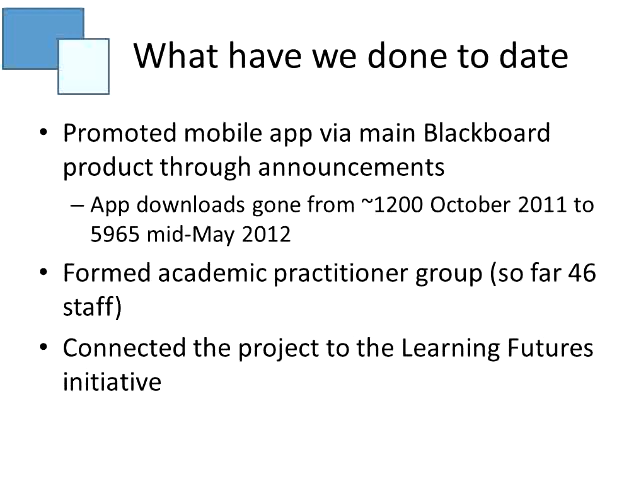 What have we done to date
• Promoted mobile app via main Blackboard
product through announcements
– App downloads gone from ~1200 October 2011 to
5965 mid-May 2012
• Formed academic practitioner group (so far 46
staff)
• Connected the project to the Learning Futures
initiative